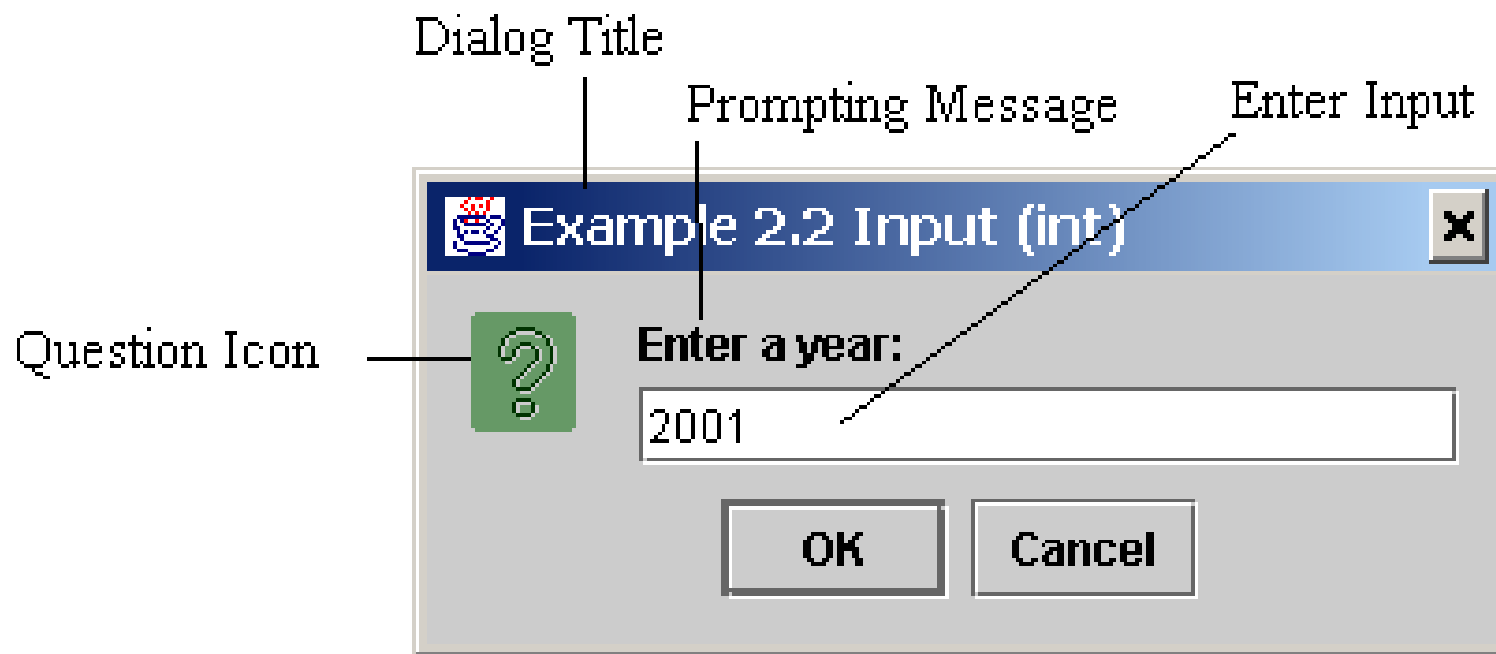 Dialog Title
Prompting Message
Enter Input
Example 2.2 Input (int)
Question Icon
Enter a year:
2001
OK
Cancel